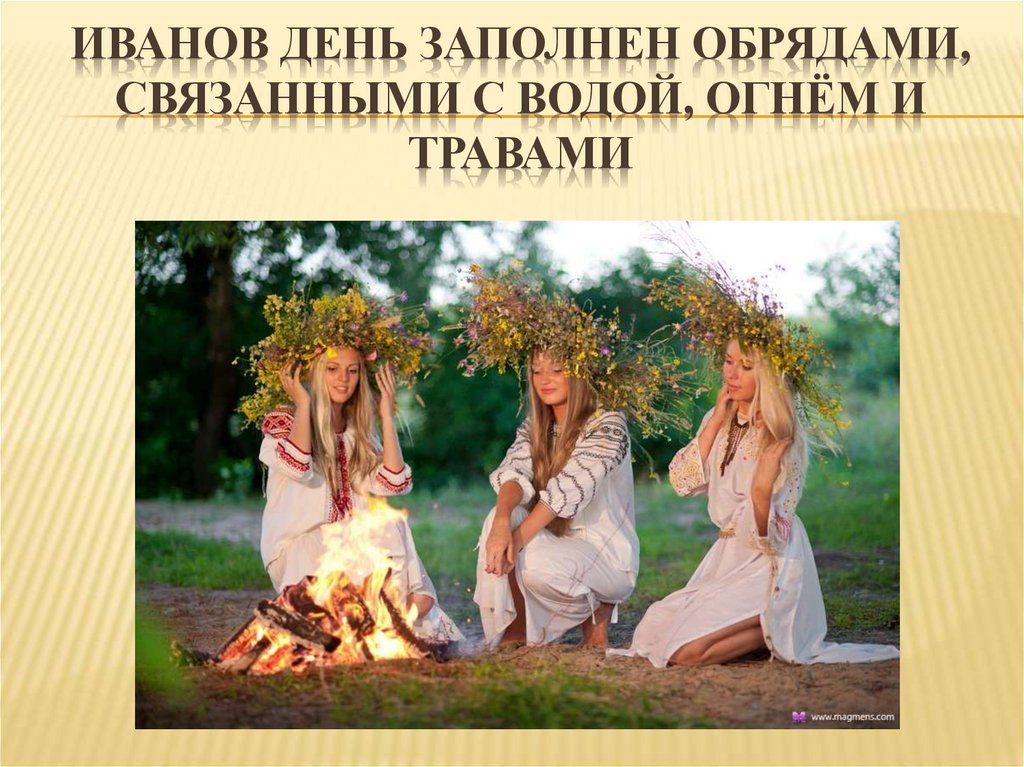 ИВАНОВ ДЕНЬ ЗАПОЛНЕН ОБРЯДАМИ,
СВЯЗАННЫМИ С ВОДОЙ, ОГНЁМ И
ТРАВАМИ
www.magmens.com